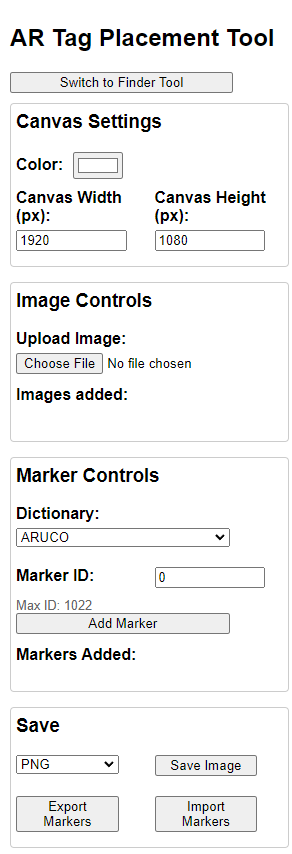 AR Tag Placement Tool
Switch to Finder Tool
Canvas Settings
Color:
Canvas Width (px):
Canvas Height (px):
1920
1080
Image Controls
Upload Image:
Choose File No file chosen
Images added:
Marker Controls
Dictionary:
ARUCO
Marker ID:
0
Max ID: 1022
Add Marker
Markers Added:
Save
PNG
Save Image
Export Markers
Import Markers